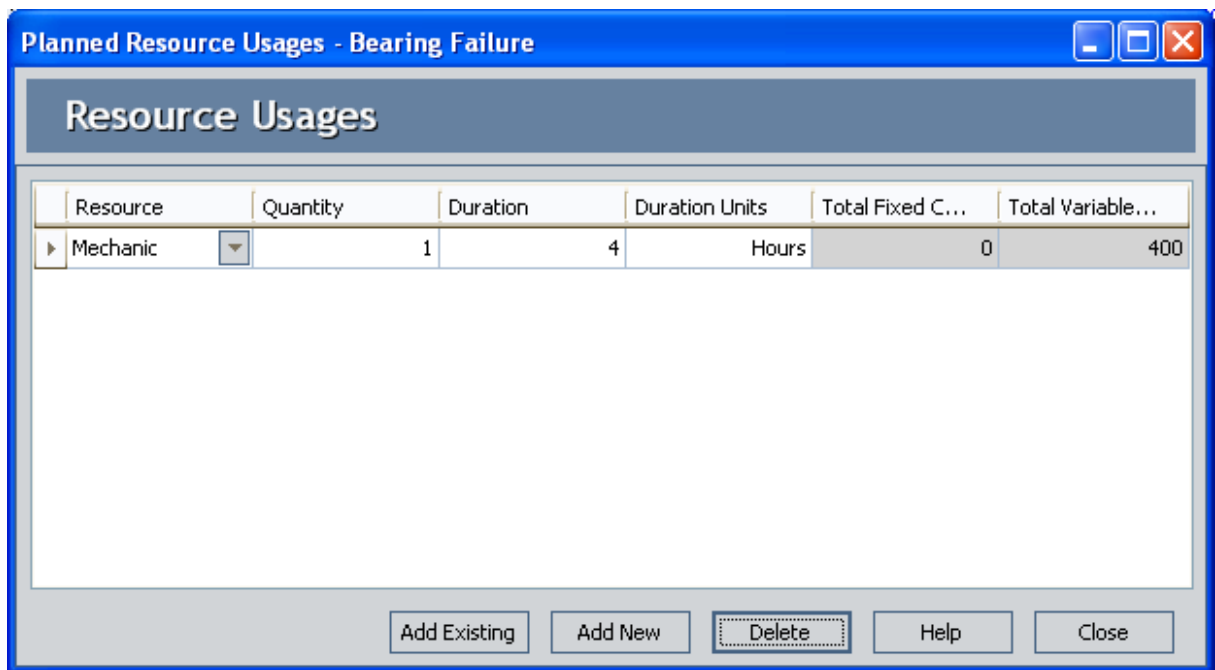 Planned Resource Usages - Bearing Failure
Resource Usages
Resource Quantity Duration Duration Units Total Fixed C... Total Variable...
Mechanic 1 4 Hours 0 400
Add Existing Add New Delete Help Close